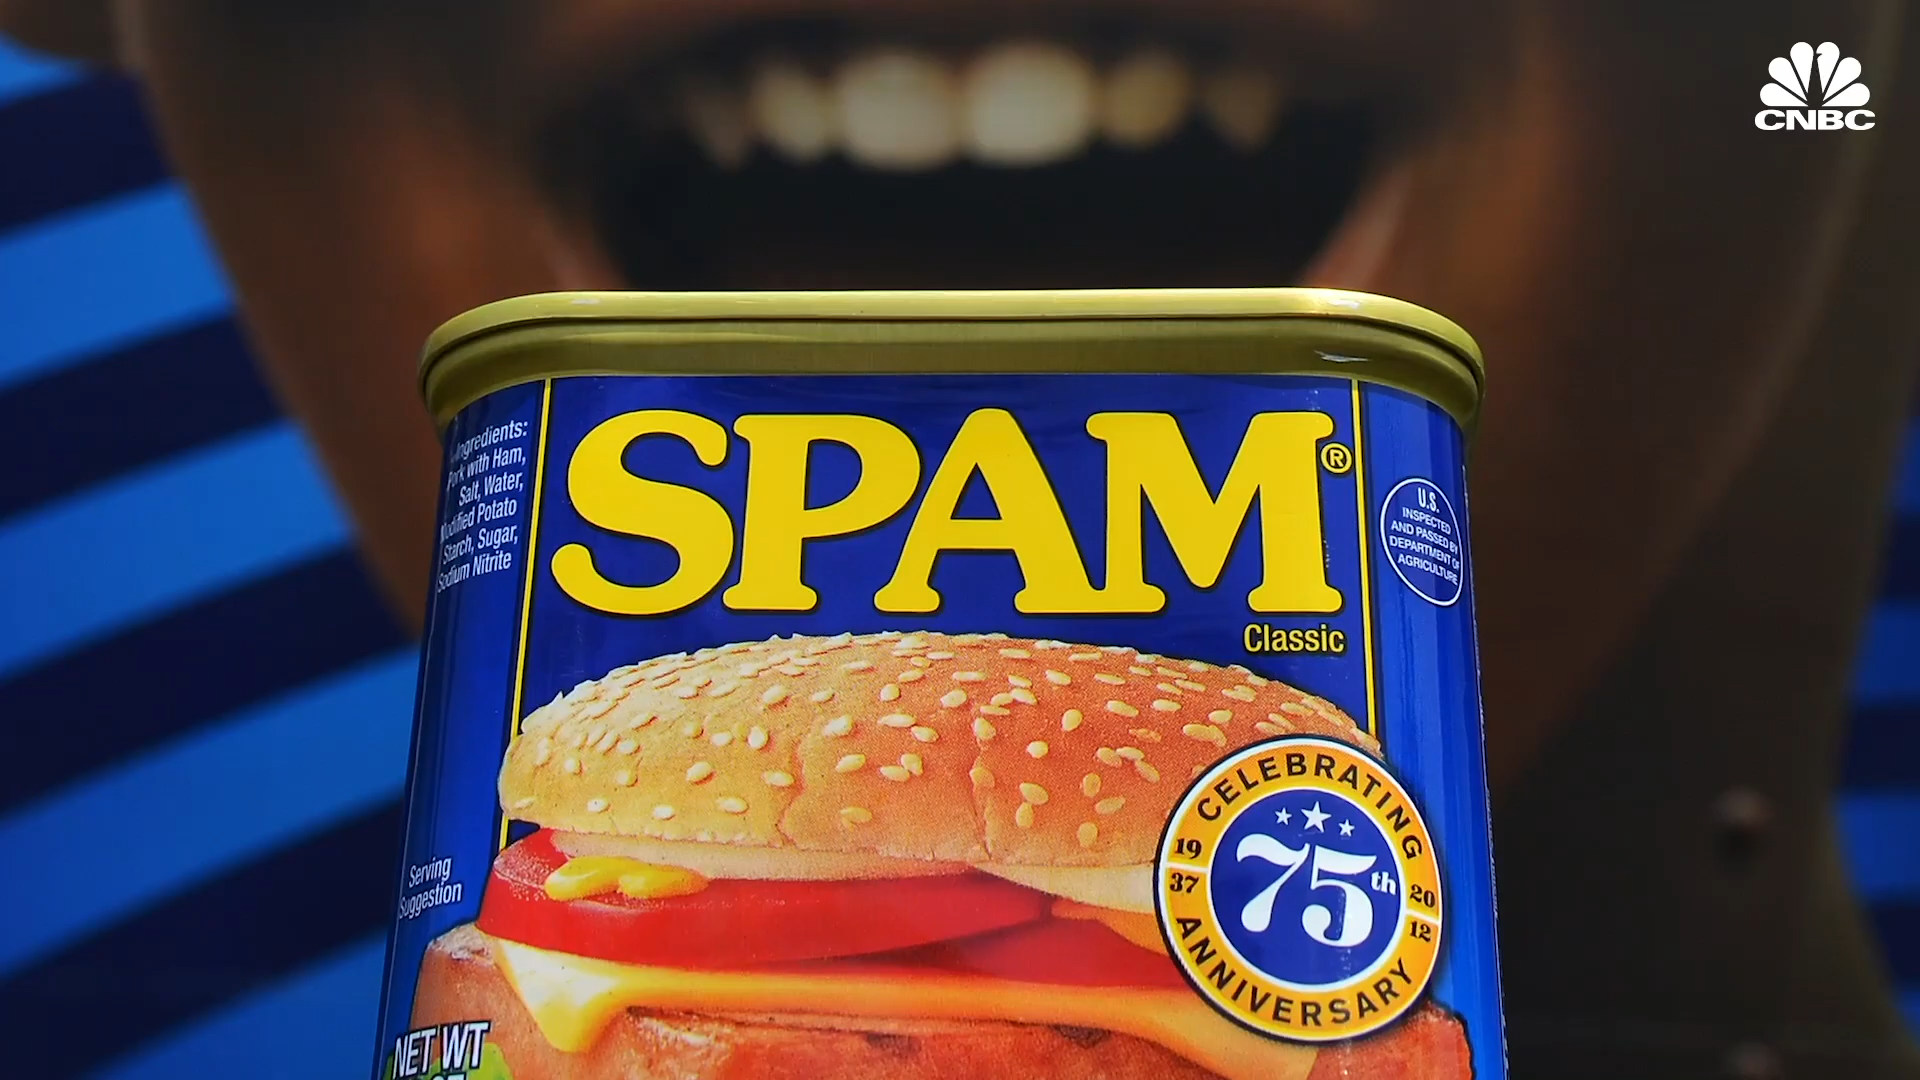 CNBC
SPAM®
Classic
Ingredients:
Pork with Ham,
Salt, Water,
Modified Potato
Starch, Sugar,
Sodium Nitrite
U.S.
INSPECTED
AND PASSED BY
DEPARTMENT OF
AGRICULTURE
CELEBRATING
19
37
75th
20
12
ANNIVERSARY
Serving
Suggestion
NET WT